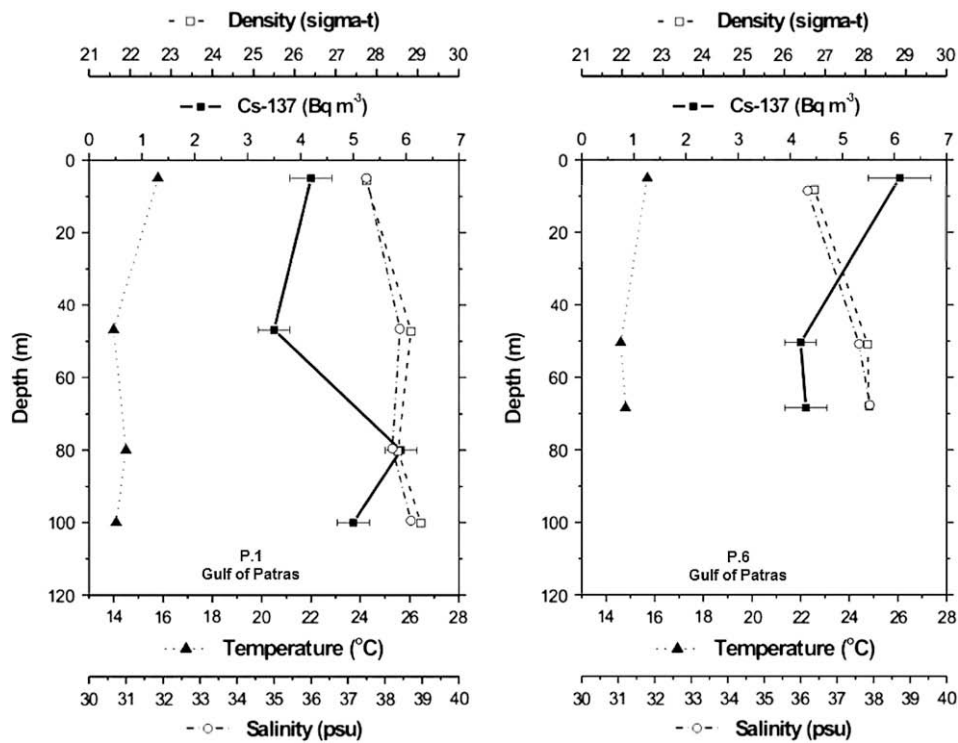 Density (sigma-t)
21 22 23 24 25 26 27 28 29 30
Cs-137 (Bq m⁻³)
0 1 2 3 4 5 6 7
0
20
40
60
80
100
120
Depth (m)
P.1
Gulf of Patras
14 16 18 20 22 24 26 28
Temperature (°C)
30 31 32 33 34 35 36 37 38 39 40
Salinity (psu)
Density (sigma-t)
21 22 23 24 25 26 27 28 29 30
Cs-137 (Bq m⁻³)
0 1 2 3 4 5 6 7
0
20
40
60
80
100
120
Depth (m)
P.6
Gulf of Patras
14 16 18 20 22 24 26 28
Temperature (°C)
30 31 32 33 34 35 36 37 38 39 40
Salinity (psu)